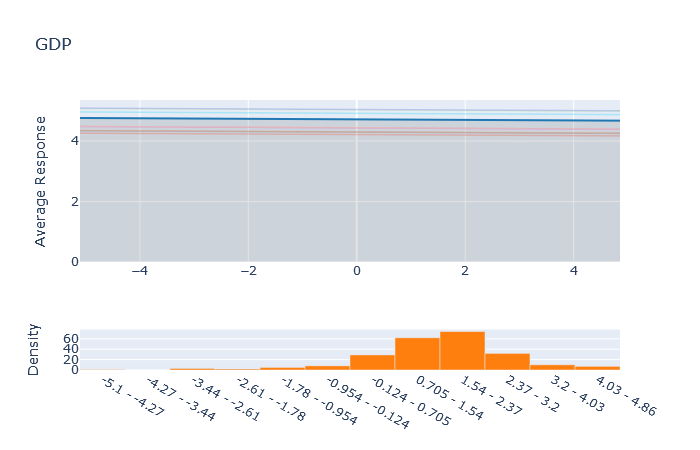 GDP
Average Response
4
2
0
−4
−2
0
2
4
Density
60
40
20
0
-5.1 - -4.27
-4.27 - -3.44
-3.44 - -2.61
-2.61 - -1.78
-1.78 - -0.954
-0.954 - -0.124
-0.124 - 0.705
0.705 - 1.54
1.54 - 2.37
2.37 - 3.2
3.2 - 4.03
4.03 - 4.86